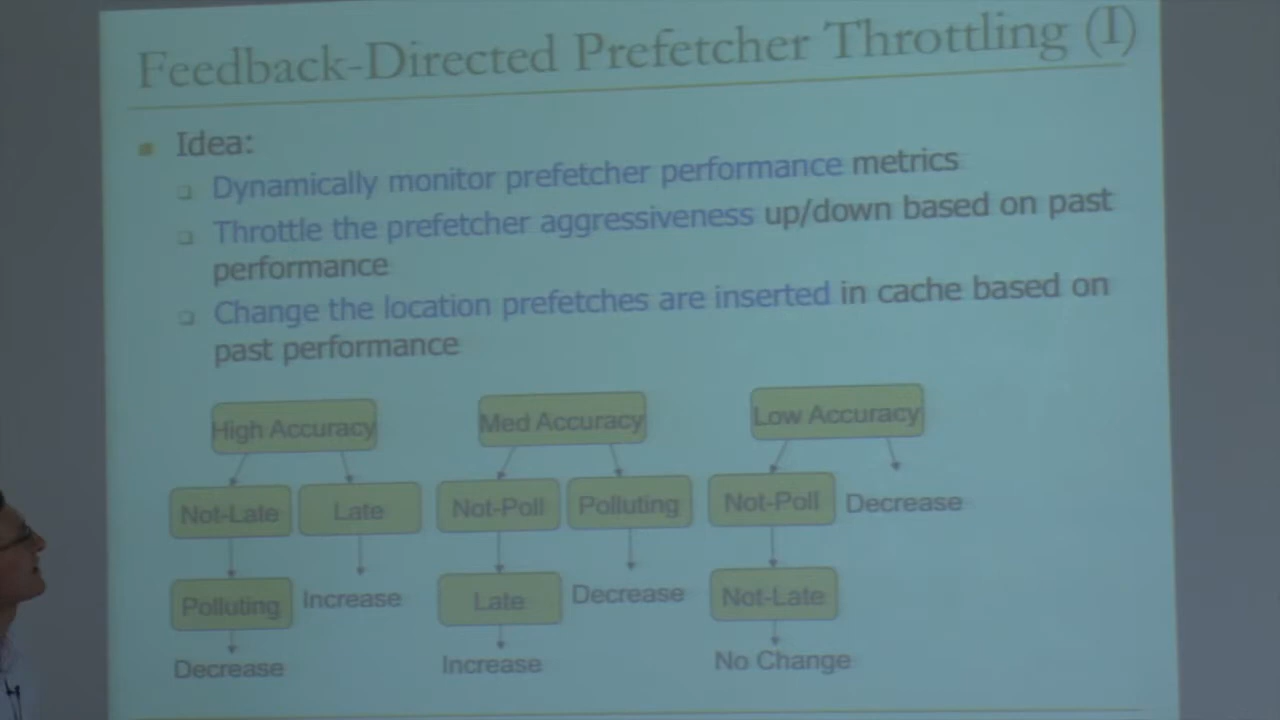 Feedback-Directed Prefetcher Throttling (I)
Idea:
Dynamically monitor prefetcher performance metrics
Throttle the prefetcher aggressiveness up/down based on past
performance
Change the location prefetches are inserted in cache based on
past performance
High Accuracy
Med Accuracy
Low Accuracy
Not-Late
Late
Not-Poll
Polluting
Not-Poll
Decrease
Polluting
Increase
Late
Decrease
Not-Late
Decrease
Increase
No Change